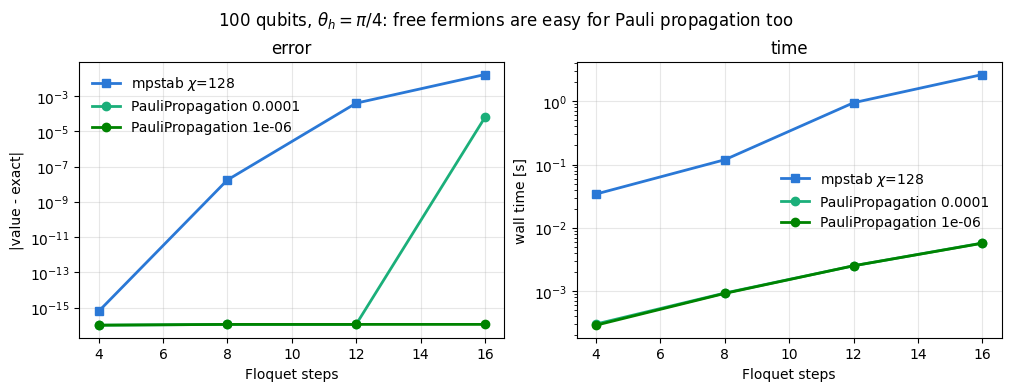 100 qubits, θ_h = π/4: free fermions are easy for Pauli propagation too
error
|value - exact|
10⁻³
10⁻⁵
10⁻⁷
10⁻⁹
10⁻¹¹
10⁻¹³
10⁻¹⁵
mpstab χ=128
PauliPropagation 0.0001
PauliPropagation 1e-06
4 6 8 10 12 14 16
Floquet steps
time
wall time [s]
10⁰
10⁻¹
10⁻²
10⁻³
mpstab χ=128
PauliPropagation 0.0001
PauliPropagation 1e-06
4 6 8 10 12 14 16
Floquet steps